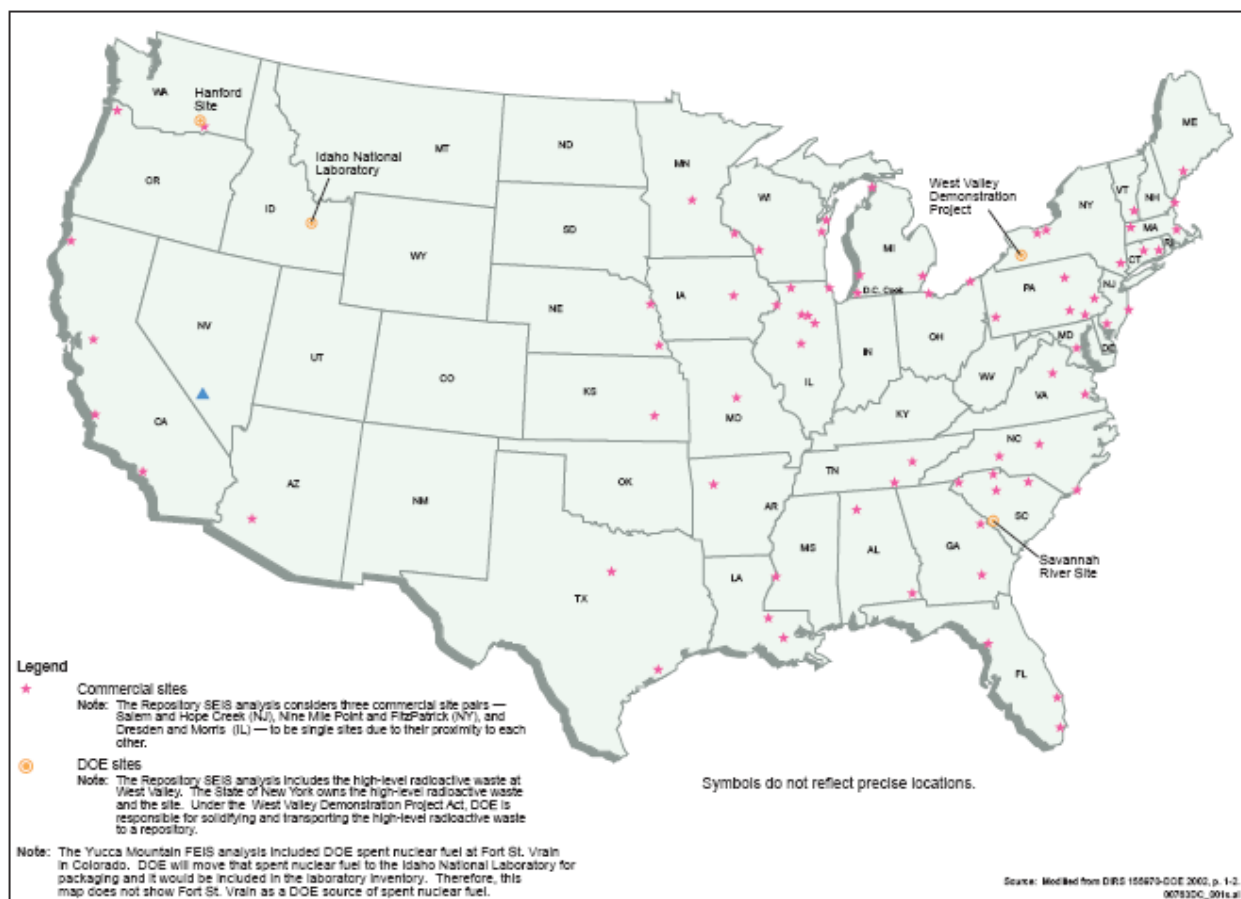 WA
Hanford
Site
MT
ND
MN
ME
OR
ID
Idaho National
Laboratory
WI
West Valley
Demonstration
Project
VT
NH
NY
MA
RI
CT
SD
WY
MI
D.C. Cook
PA
NJ
IA
NE
NV
UT
CO
OH
MD
DE
IN
IL
WV
VA
KS
MO
KY
CA
NC
TN
AZ
NM
OK
AR
SC
MS
AL
GA
Savannah
River Site
LA
TX
FL
Legend
Commercial sites
Note: The Repository SEIS analysis considers three commercial site pairs —
Salem and Hope Creek (NJ), Nine Mile Point and FitzPatrick (NY), and
Dresden and Morris (IL) — to be single sites due to their proximity to each
other.
DOE sites
Note: The Repository SEIS analysis includes the high-level radioactive waste at
West Valley. The State of New York owns the high-level radioactive waste
and the site. Under the West Valley Demonstration Project Act, DOE is
responsible for solidifying and transporting the high-level radioactive waste
to a repository.
Symbols do not reflect precise locations.
Note: The Yucca Mountain FEIS analysis included DOE spent nuclear fuel at Fort St. Vrain
in Colorado. DOE will move that spent nuclear fuel to the Idaho National Laboratory for
packaging and it would be included in the laboratory inventory. Therefore, this
map does not show Fort St. Vrain as a DOE source of spent nuclear fuel.
Source: Modified from DIRS 155970-DOE 2002, p. 1-2.